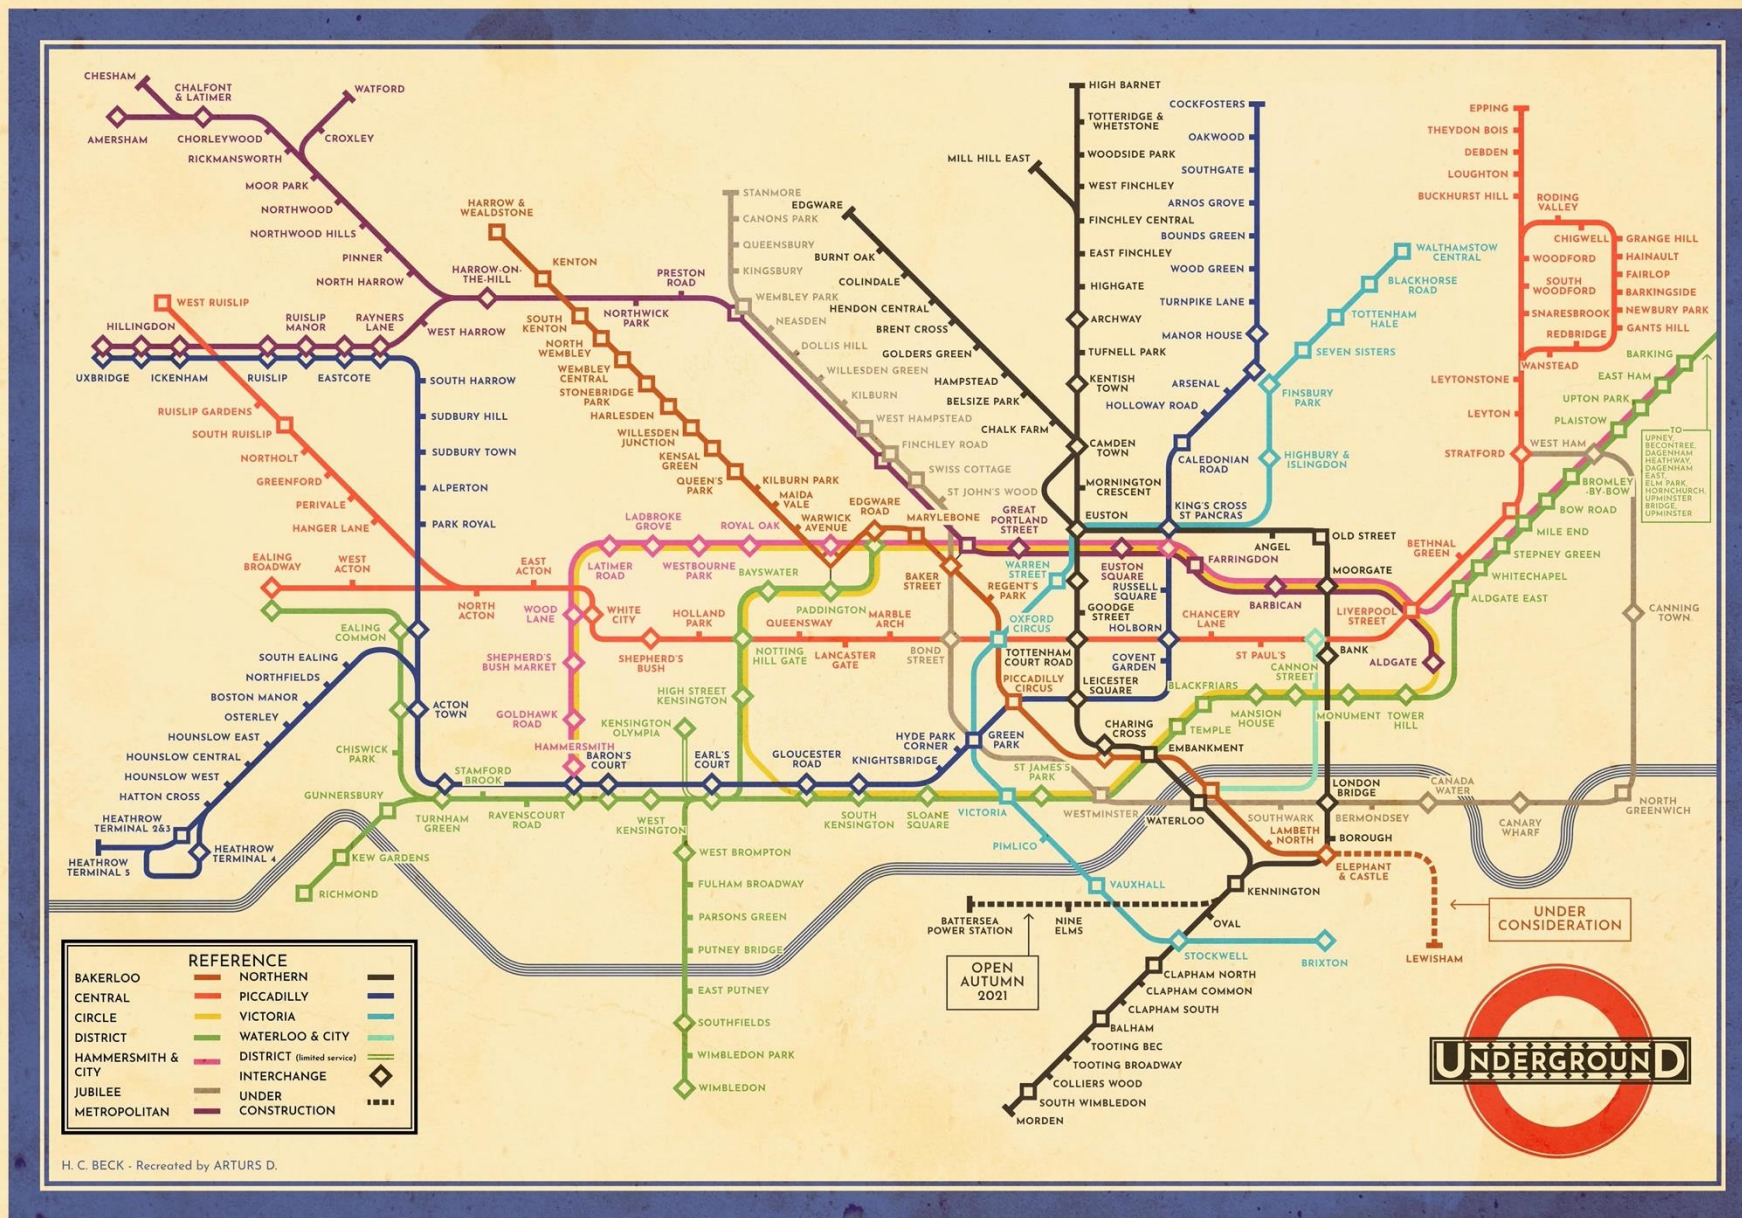 CHESHAM
CHALFONT
& LATIMER
WATFORD
AMERSHAM
CHORLEYWOOD
CROXLEY
RICKMANSWORTH
MOOR PARK
NORTHWOOD
NORTHWOOD HILLS
PINNER
NORTH HARROW
HARROW-ON-
THE-HILL
PRESTON
ROAD
NORTHWICK
PARK
WEST HARROW
RAYNERS
LANE
RUISLIP
MANOR
HILLINGDON
UXBRIDGE
ICKENHAM
RUISLIP
EASTCOTE
WEST RUISLIP
RUISLIP GARDENS
SOUTH RUISLIP
NORTHOLT
GREENFORD
PERIVALE
HANGER LANE
EALING
BROADWAY
WEST
ACTON
NORTH
ACTON
EAST
ACTON
SOUTH HARROW
SUDBURY HILL
SUDBURY TOWN
ALPERTON
PARK ROYAL
HARROW &
WEALDSTONE
KENTON
SOUTH
KENTON
NORTH
WEMBLEY
WEMBLEY
CENTRAL
STONEBRIDGE
PARK
HARLESDEN
WILLESDEN
JUNCTION
KENSAL
GREEN
QUEEN'S
PARK
KILBURN PARK
MAIDA
VALE
WARWICK
AVENUE
EDGWARE
ROAD
MARYLEBONE
BAKER
STREET
REGENT'S
PARK
STANMORE
CANONS PARK
QUEENSBURY
KINGSBURY
WEMBLEY PARK
NEASDEN
DOLLIS HILL
WILLESDEN GREEN
KILBURN
WEST HAMPSTEAD
FINCHLEY ROAD
SWISS COTTAGE
ST JOHN'S WOOD
EDGWARE
BURNT OAK
COLINDALE
HENDON CENTRAL
BRENT CROSS
GOLDERS GREEN
HAMPSTEAD
BELSIZE PARK
CHALK FARM
MILL HILL EAST
HIGH BARNET
TOTTERIDGE &
WHETSTONE
WOODSIDE PARK
WEST FINCHLEY
FINCHLEY CENTRAL
EAST FINCHLEY
HIGHGATE
ARCHWAY
TUFNELL PARK
KENTISH
TOWN
CAMDEN
TOWN
MORNINGTON
CRESCENT
EUSTON
COCKFOSTERS
OAKWOOD
SOUTHGATE
ARNOS GROVE
BOUNDS GREEN
WOOD GREEN
TURNPIKE LANE
MANOR HOUSE
ARSENAL
HOLLOWAY ROAD
CALEDONIAN
ROAD
KING'S CROSS
ST PANCRAS
WALTHAMSTOW
CENTRAL
BLACKHORSE
ROAD
TOTTENHAM
HALE
SEVEN SISTERS
FINSBURY
PARK
HIGHBURY &
ISLINGDON
EPPING
THEYDON BOIS
DEBDEN
LOUGHTON
BUCKHURST HILL
RODING
VALLEY
CHIGWELL
GRANGE HILL
HAINAULT
FAIRLOP
BARKINGSIDE
NEWBURY PARK
GANTS HILL
WOODFORD
SOUTH
WOODFORD
SNARESBROOK
REDBRIDGE
WANSTEAD
LEYTONSTONE
LEYTON
STRATFORD
BARKING
EAST HAM
UPTON PARK
PLAISTOW
WEST HAM
BROMLEY
-BY-BOW
BOW ROAD
MILE END
STEPNEY GREEN
WHITECHAPEL
ALDGATE EAST
TO
UPNEY,
BECONTREE,
DAGENHAM
HEATHWAY,
DAGENHAM
EAST,
ELM PARK,
HORNCHURCH,
UPMINSTER
BRIDGE,
UPMINSTER
BETHNAL
GREEN
LADBROKE
GROVE
ROYAL OAK
LATIMER
ROAD
WESTBOURNE
PARK
BAYSWATER
PADDINGTON
WOOD
LANE
WHITE
CITY
SHEPHERD'S
BUSH
HOLLAND
PARK
NOTTING
HILL GATE
QUEENSWAY
LANCASTER
GATE
MARBLE
ARCH
BOND
STREET
SHEPHERD'S
BUSH MARKET
GOLDHAWK
ROAD
HAMMERSMITH
GREAT
PORTLAND
STREET
WARREN
STREET
EUSTON
SQUARE
RUSSELL
SQUARE
GOODGE
STREET
OXFORD
CIRCUS
TOTTENHAM
COURT ROAD
HOLBORN
COVENT
GARDEN
LEICESTER
SQUARE
PICCADILLY
CIRCUS
CHARING
CROSS
EMBANKMENT
FARRINGDON
BARBICAN
ANGEL
OLD STREET
MOORGATE
LIVERPOOL
STREET
CHANCERY
LANE
ST PAUL'S
BANK
ALDGATE
CANNON
STREET
BLACKFRIARS
TEMPLE
MANSION
HOUSE
MONUMENT
TOWER
HILL
CANNING
TOWN
EALING
COMMON
SOUTH EALING
NORTHFIELDS
BOSTON MANOR
OSTERLEY
HOUNSLOW EAST
HOUNSLOW CENTRAL
HOUNSLOW WEST
HATTON CROSS
HEATHROW
TERMINAL 2&3
HEATHROW
TERMINAL 4
HEATHROW
TERMINAL 5
ACTON
TOWN
CHISWICK
PARK
GUNNERSBURY
KEW GARDENS
RICHMOND
TURNHAM
GREEN
STAMFORD
BROOK
RAVENSCOURT
ROAD
BARON'S
COURT
WEST
KENSINGTON
KENSINGTON
OLYMPIA
HIGH STREET
KENSINGTON
EARL'S
COURT
GLOUCESTER
ROAD
SOUTH
KENSINGTON
SLOANE
SQUARE
KNIGHTSBRIDGE
HYDE PARK
CORNER
GREEN
PARK
VICTORIA
ST JAMES'S
PARK
WESTMINSTER
WATERLOO
SOUTHWARK
LAMBETH
NORTH
LONDON
BRIDGE
BERMONDSEY
CANADA
WATER
CANARY
WHARF
NORTH
GREENWICH
BOROUGH
ELEPHANT
& CASTLE
LEWISHAM
UNDER
CONSIDERATION
WEST BROMPTON
FULHAM BROADWAY
PARSONS GREEN
PUTNEY BRIDGE
EAST PUTNEY
SOUTHFIELDS
WIMBLEDON PARK
WIMBLEDON
PIMLICO
VAUXHALL
STOCKWELL
BRIXTON
KENNINGTON
OVAL
BATTERSEA
POWER STATION
NINE
ELMS
OPEN
AUTUMN
2021
CLAPHAM NORTH
CLAPHAM COMMON
CLAPHAM SOUTH
BALHAM
TOOTING BEC
TOOTING BROADWAY
COLLIERS WOOD
SOUTH WIMBLEDON
MORDEN
REFERENCE
BAKERLOO
CENTRAL
CIRCLE
DISTRICT
HAMMERSMITH &
CITY
JUBILEE
METROPOLITAN
NORTHERN
PICCADILLY
VICTORIA
WATERLOO & CITY
DISTRICT (limited service)
INTERCHANGE
UNDER
CONSTRUCTION
UNDERGROUND
H. C. BECK - Recreated by ARTURS D.